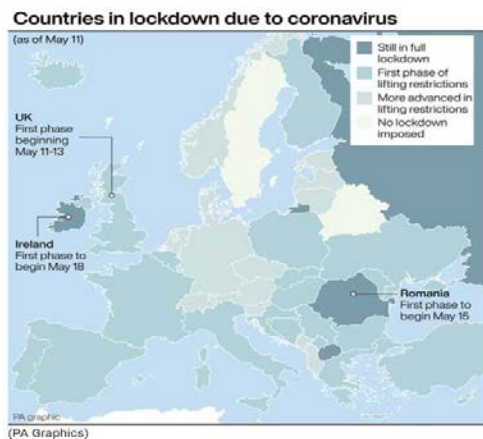 Countries in lockdown due to coronavirus
(as of May 11)
Still in full
lockdown
First phase of
lifting restrictions
More advanced in
lifting restrictions
No lockdown
imposed
UK
First phase
beginning
May 11-13
Ireland
First phase to
begin May 18
Romania
First phase to
begin May 15
PA graphic
(PA Graphics)